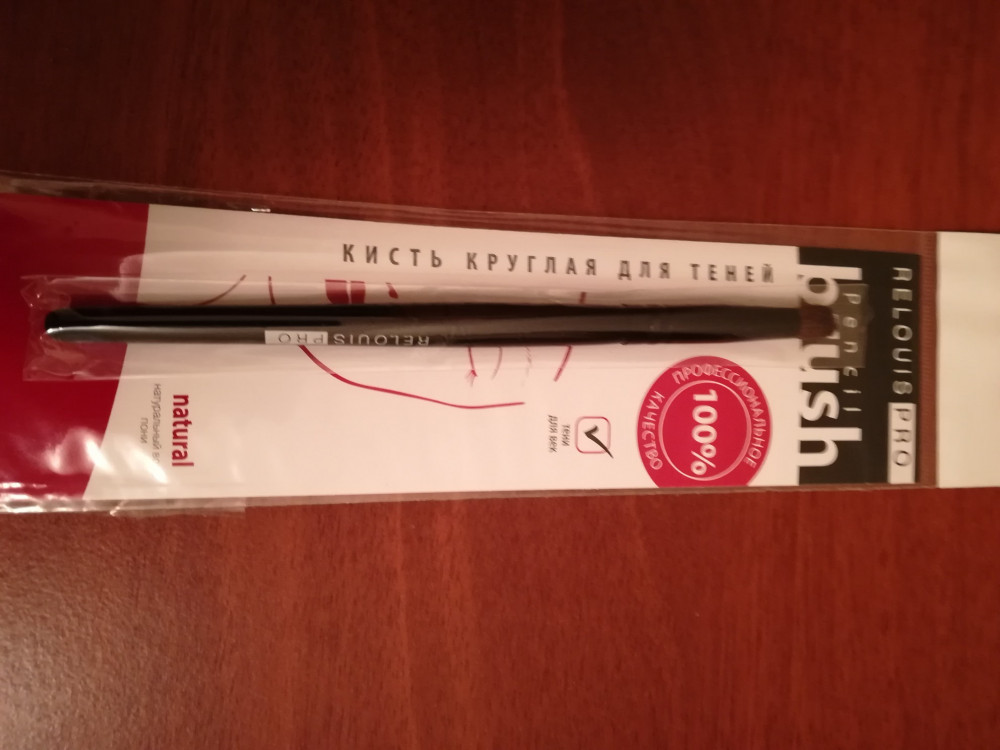 RELOUIS PRO
pencil
brush
КИСТЬ КРУГЛАЯ ДЛЯ ТЕНЕЙ
ПРОФЕССИОНАЛЬНОЕ
100%
КАЧЕСТВО
тени
для век
RELOUIS PRO
natural
натуральный
пони